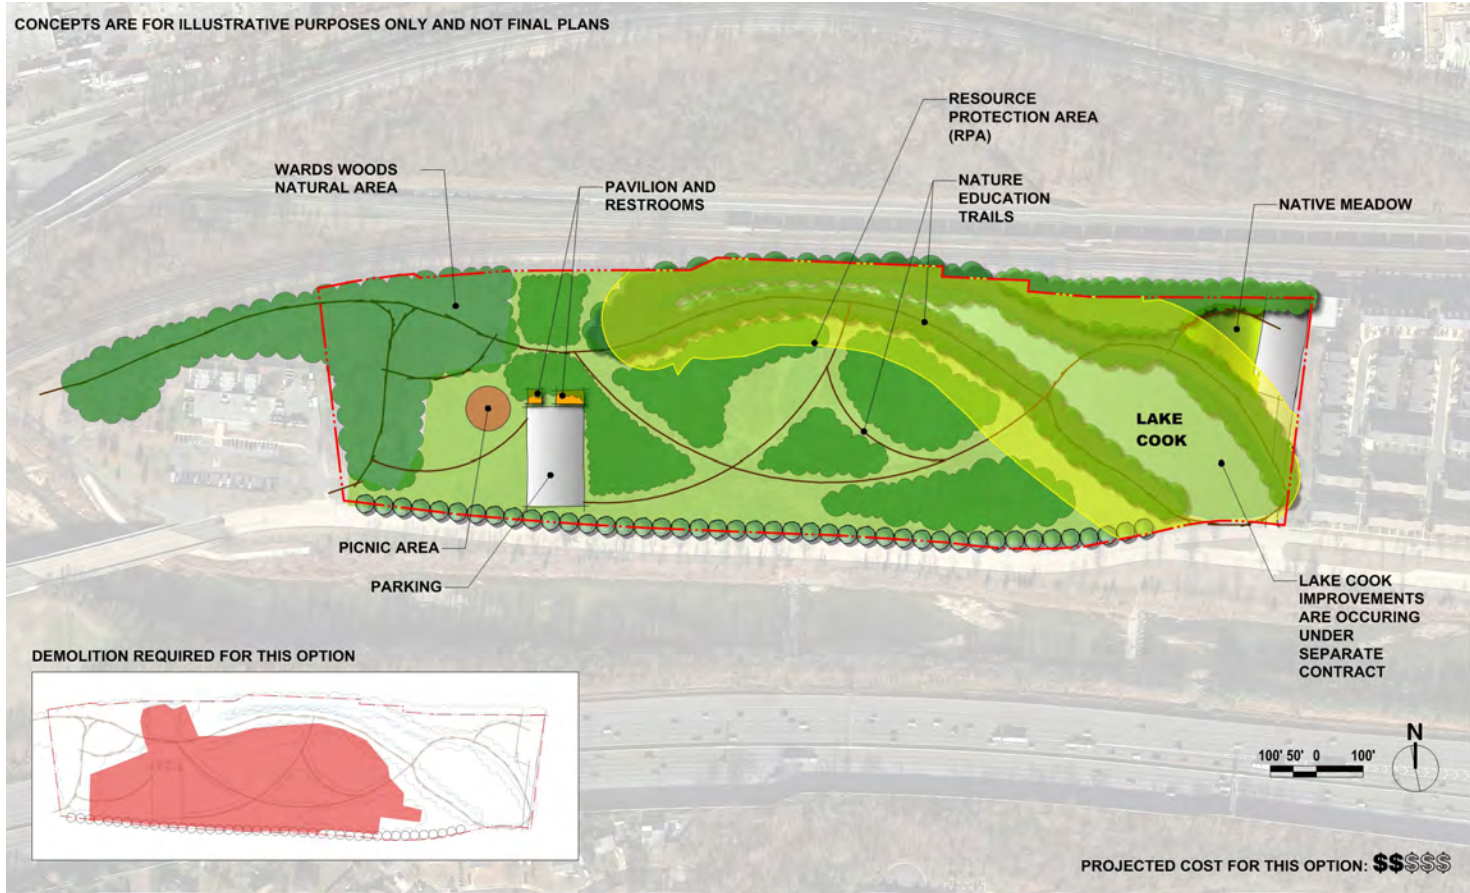 CONCEPTS ARE FOR ILLUSTRATIVE PURPOSES ONLY AND NOT FINAL PLANS
RESOURCE
PROTECTION AREA
(RPA)
WARDS WOODS
NATURAL AREA
PAVILION AND
RESTROOMS
NATURE
EDUCATION
TRAILS
NATIVE MEADOW
LAKE
COOK
PICNIC AREA
PARKING
LAKE COOK
IMPROVEMENTS
ARE OCCURING
UNDER
SEPARATE
CONTRACT
DEMOLITION REQUIRED FOR THIS OPTION
N
100' 50' 0 100'
PROJECTED COST FOR THIS OPTION: $$$$$